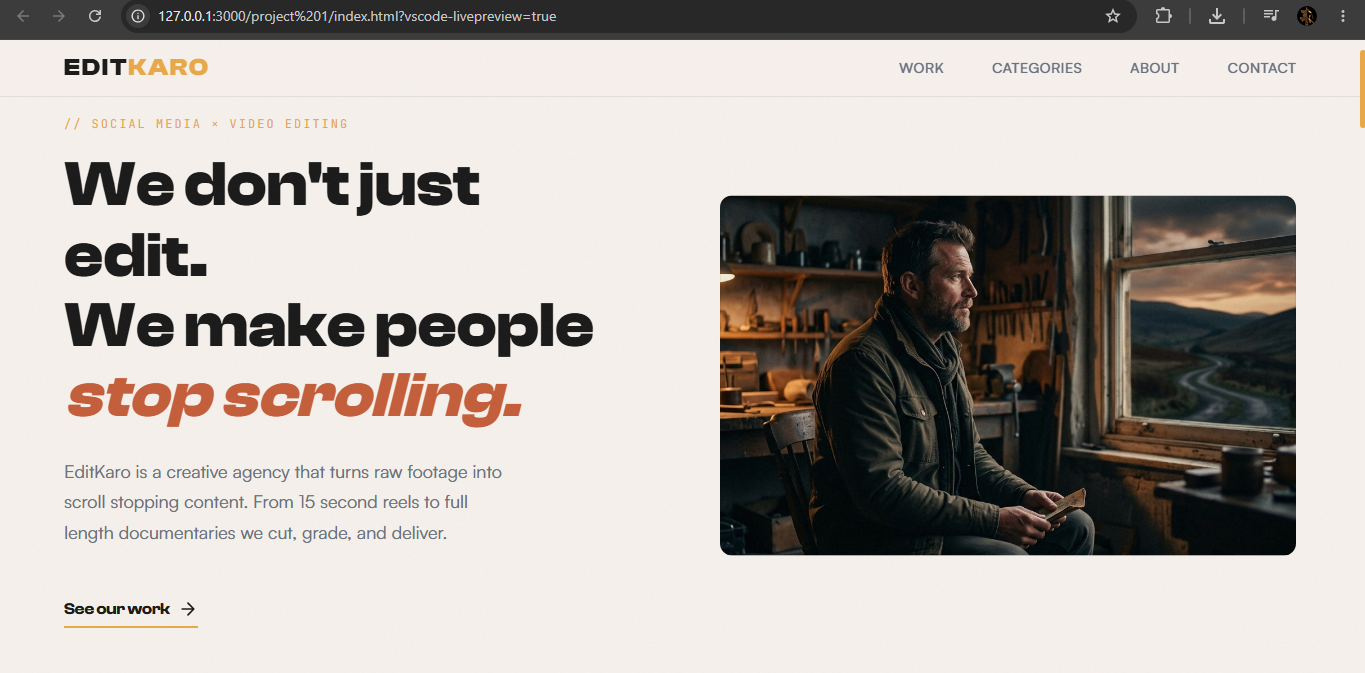 127.0.0.1:3000/project%201/index.html?vscode-livepreview=true
EDITKARO
WORK
CATEGORIES
ABOUT
CONTACT
// SOCIAL MEDIA × VIDEO EDITING
We don't just
edit.
We make people
stop scrolling.
EditKaro is a creative agency that turns raw footage into
scroll stopping content. From 15 second reels to full
length documentaries we cut, grade, and deliver.
See our work →